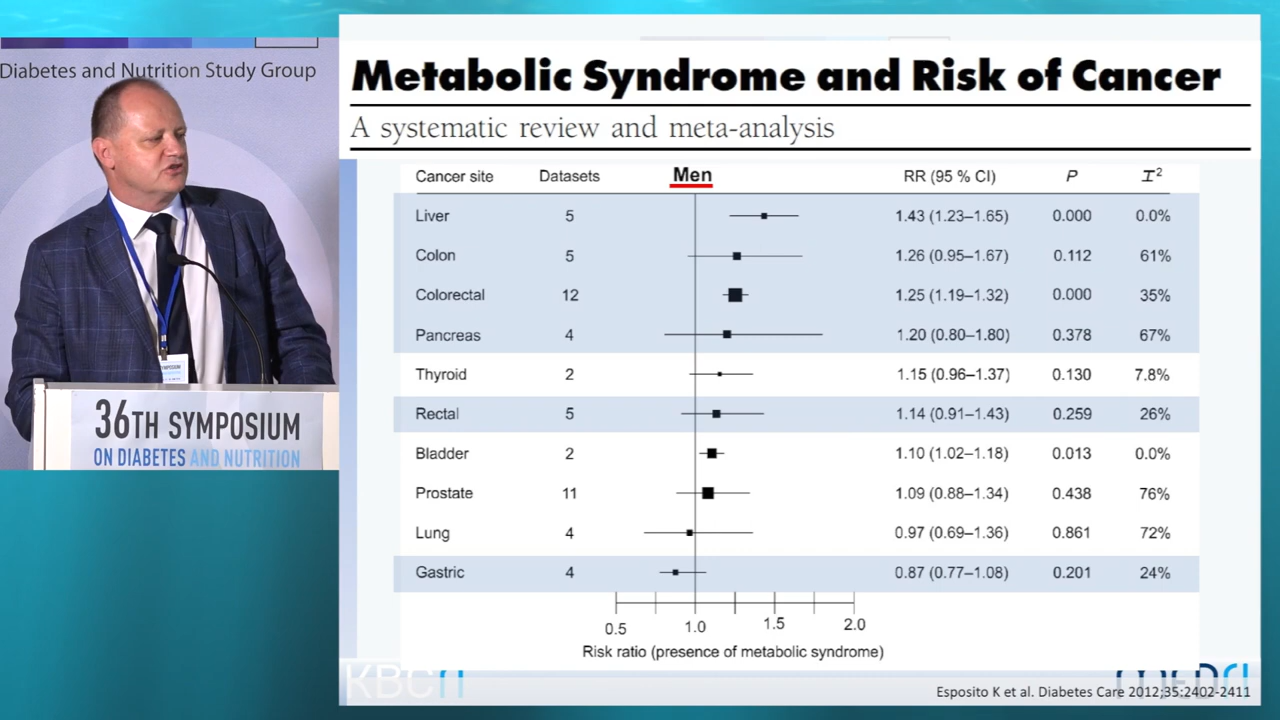 Diabetes and Nutrition Study Group
36TH SYMPOSIUM
ON DIABETES AND NUTRITION
Metabolic Syndrome and Risk of Cancer
A systematic review and meta-analysis
Cancer site Datasets Men RR (95 % CI) P I²
Liver 5 1.43 (1.23–1.65) 0.000 0.0%
Colon 5 1.26 (0.95–1.67) 0.112 61%
Colorectal 12 1.25 (1.19–1.32) 0.000 35%
Pancreas 4 1.20 (0.80–1.80) 0.378 67%
Thyroid 2 1.15 (0.96–1.37) 0.130 7.8%
Rectal 5 1.14 (0.91–1.43) 0.259 26%
Bladder 2 1.10 (1.02–1.18) 0.013 0.0%
Prostate 11 1.09 (0.88–1.34) 0.438 76%
Lung 4 0.97 (0.69–1.36) 0.861 72%
Gastric 4 0.87 (0.77–1.08) 0.201 24%
0.5 1.0 1.5 2.0
Risk ratio (presence of metabolic syndrome)
Esposito K et al. Diabetes Care 2012;35:2402-2411